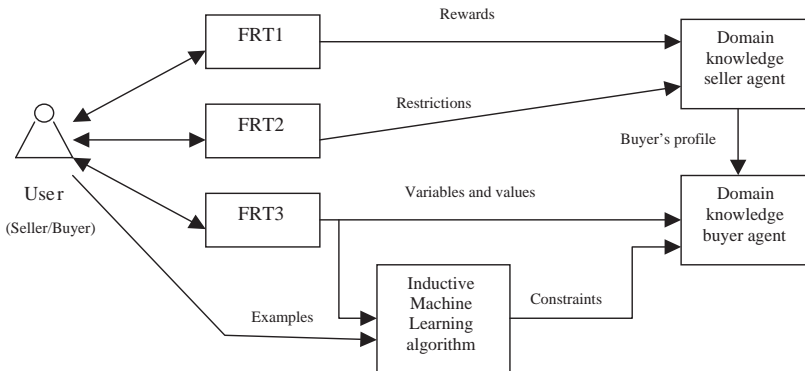 Rewards
FRT1
Domain
knowledge
seller agent
Restrictions
FRT2
Buyer's profile
User
(Seller/Buyer)
FRT3
Variables and values
Domain
knowledge
buyer agent
Examples
Inductive
Machine
Learning
algorithm
Constraints